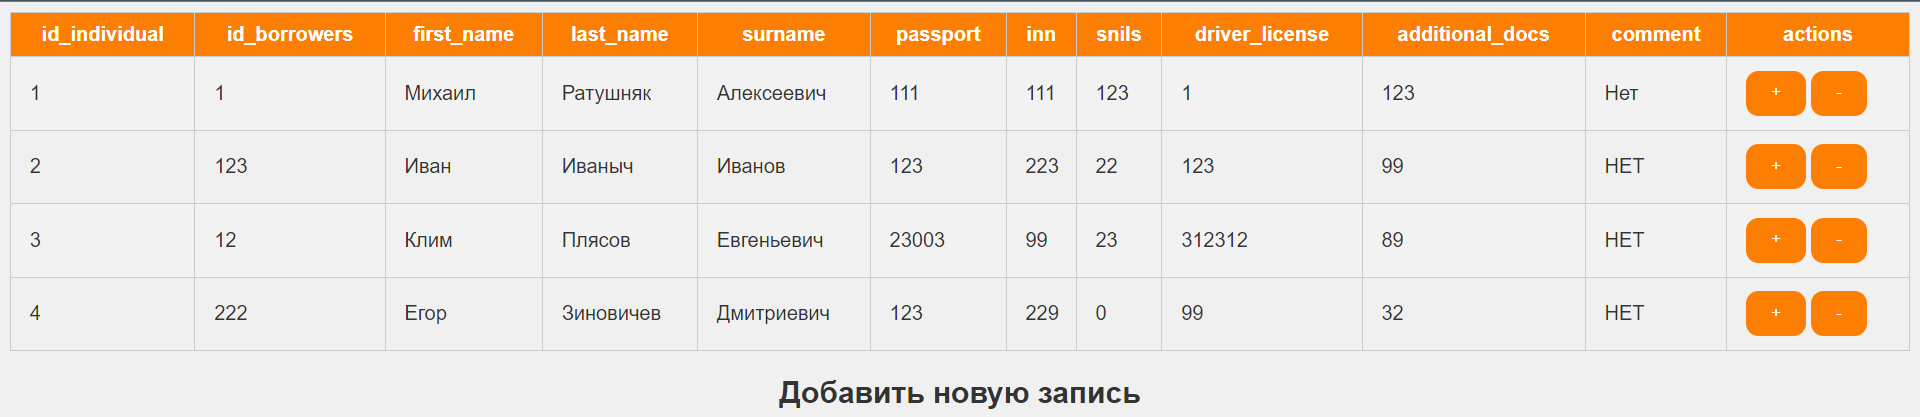 id_individual id_borrowers first_name last_name surname passport inn snils driver_license additional_docs comment actions
1 1 Михаил Ратушняк Алексеевич 111 111 123 1 123 Нет + -
2 123 Иван Иваныч Иванов 123 223 22 123 99 НЕТ + -
3 12 Клим Плясов Евгеньевич 23003 99 23 312312 89 НЕТ + -
4 222 Егор Зиновичев Дмитриевич 123 229 0 99 32 НЕТ + -
Добавить новую запись